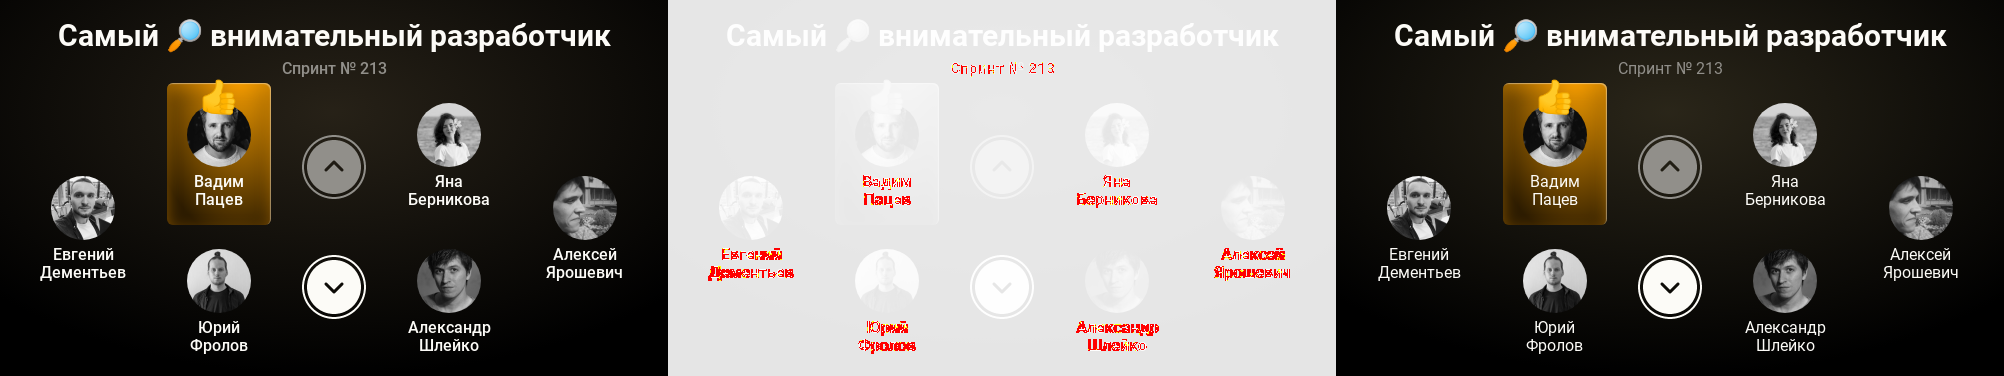 Самый 🔎 внимательный разработчик
Спринт № 213
Вадим
Пацев
Яна
Берникова
Евгений
Дементьев
Алексей
Ярошевич
Юрий
Фролов
Александр
Шлейко
Самый 🔎 внимательный разработчик
Спринт № 213
Вадим
Пацев
Яна
Берникова
Евгений
Дементьев
Алексей
Ярошевич
Юрий
Фролов
Александр
Шлейко
Самый 🔎 внимательный разработчик
Спринт № 213
Вадим
Пацев
Яна
Берникова
Евгений
Дементьев
Алексей
Ярошевич
Юрий
Фролов
Александр
Шлейко